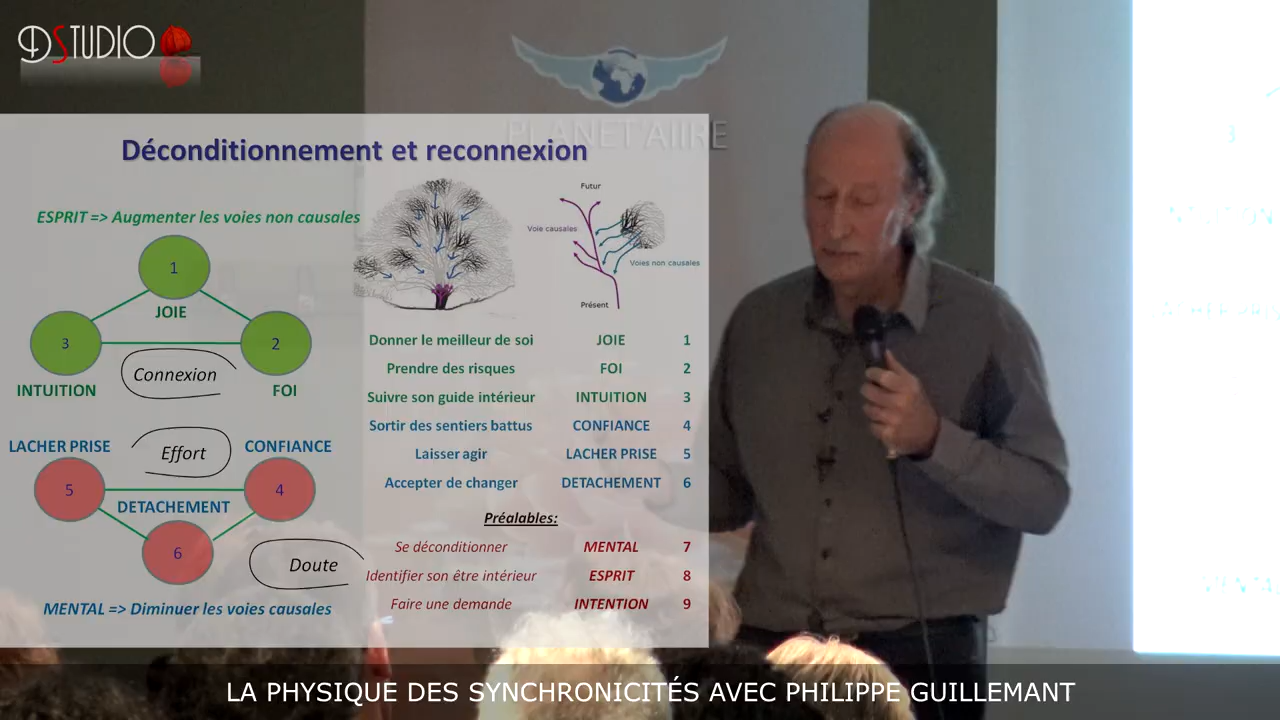 DSTUDIO
PLANET'AIIRE
Déconditionnement et reconnexion
ESPRIT => Augmenter les voies non causales
1
JOIE
3
2
INTUITION
Connexion
FOI
LACHER PRISE
Effort
CONFIANCE
5
4
DETACHEMENT
6
Doute
MENTAL => Diminuer les voies causales
Futur
Voie causales
Voies non causales
Présent
Donner le meilleur de soi JOIE 1
Prendre des risques FOI 2
Suivre son guide intérieur INTUITION 3
Sortir des sentiers battus CONFIANCE 4
Laisser agir LACHER PRISE 5
Accepter de changer DETACHEMENT 6
Préalables:
Se déconditionner MENTAL 7
Identifier son être intérieur ESPRIT 8
Faire une demande INTENTION 9
LA PHYSIQUE DES SYNCHRONICITÉS AVEC PHILIPPE GUILLEMANT